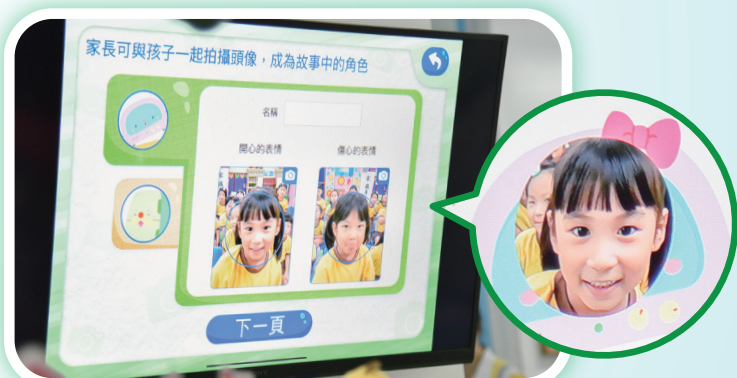 家長可與孩子一起拍攝頭像，成為故事中的角色
名稱
開心的表情
傷心的表情
下一頁